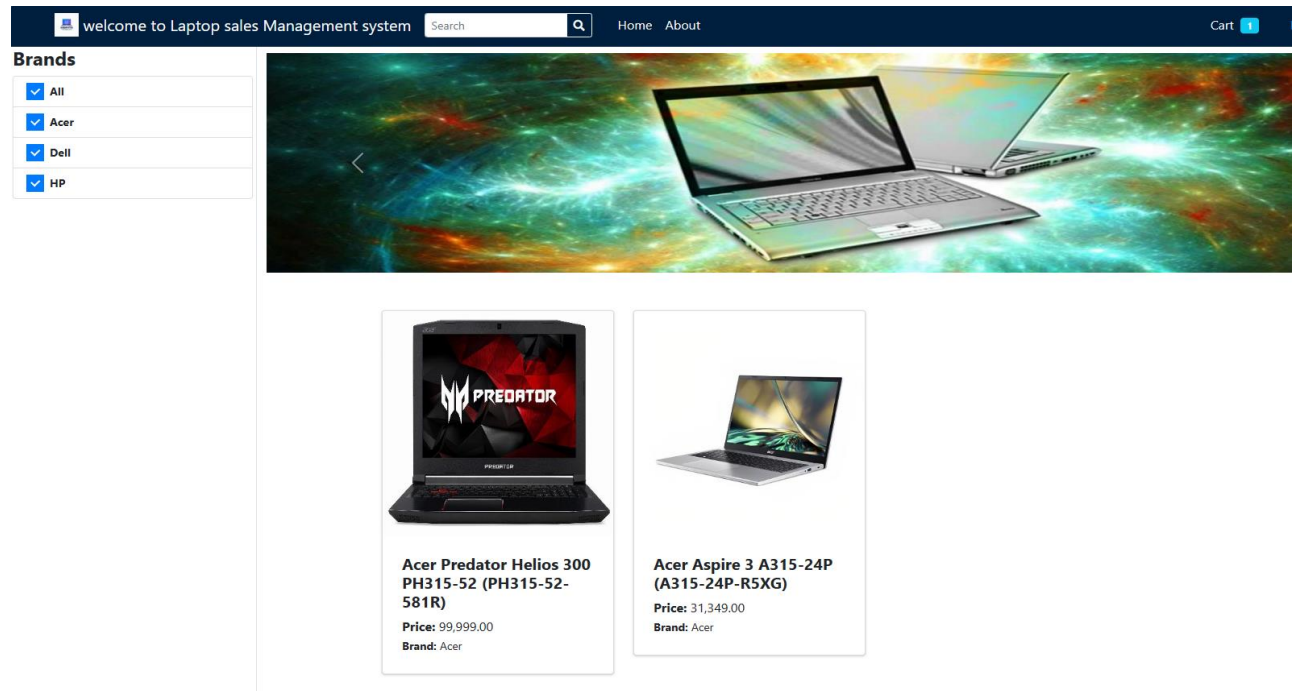 welcome to Laptop sales Management system
Search
Home
About
Cart 1
Brands
All
Acer
Dell
HP
acer
PREDATOR
PREDATOR
Acer Predator Helios 300
PH315-52 (PH315-52-
581R)
Price: 99,999.00
Brand: Acer
Acer Aspire 3 A315-24P
(A315-24P-R5XG)
Price: 31,349.00
Brand: Acer